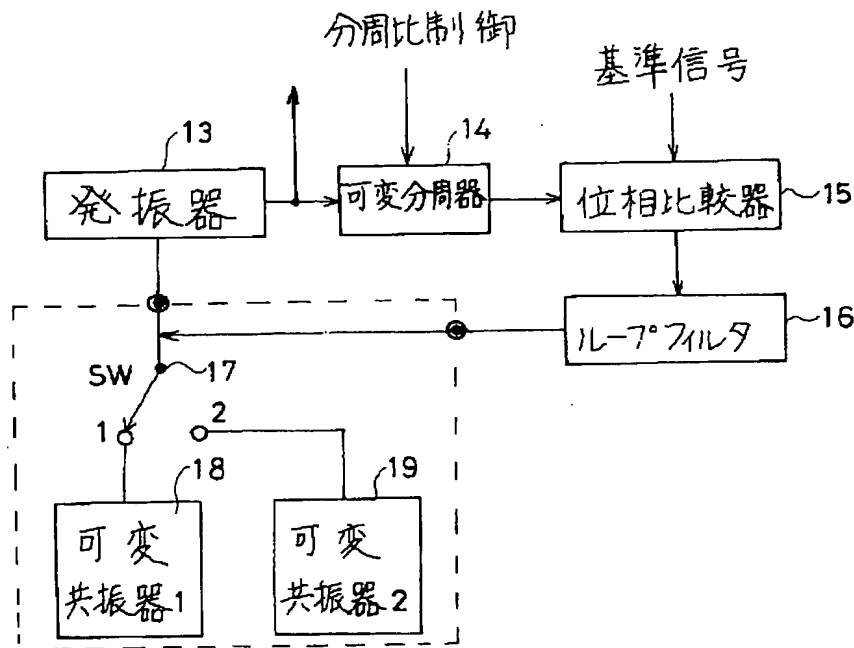 分周比制御
基準信号
13
14
発振器
可変分周器
位相比較器
15
ループフィルタ
16
SW
17
1
2
18
19
可変
共振器1
可変
共振器2